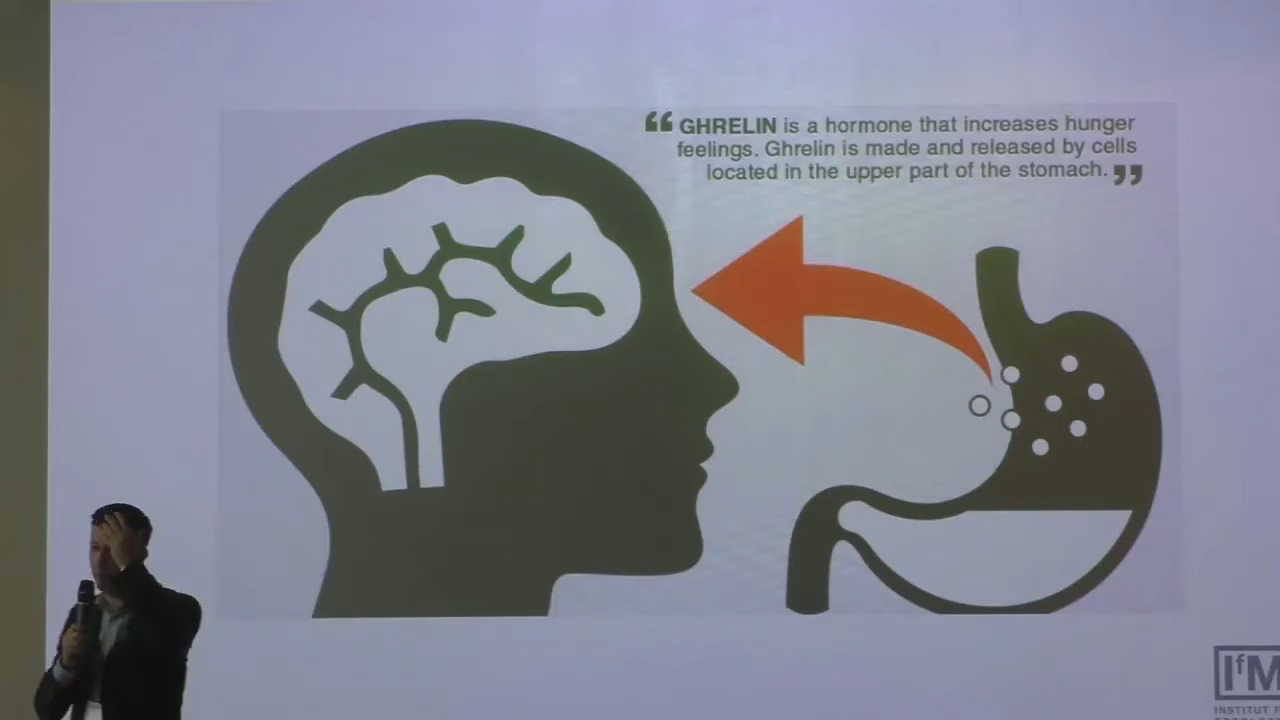 “ GHRELIN is a hormone that increases hunger
feelings. Ghrelin is made and released by cells
located in the upper part of the stomach. ”
IfM
INSTITUT F